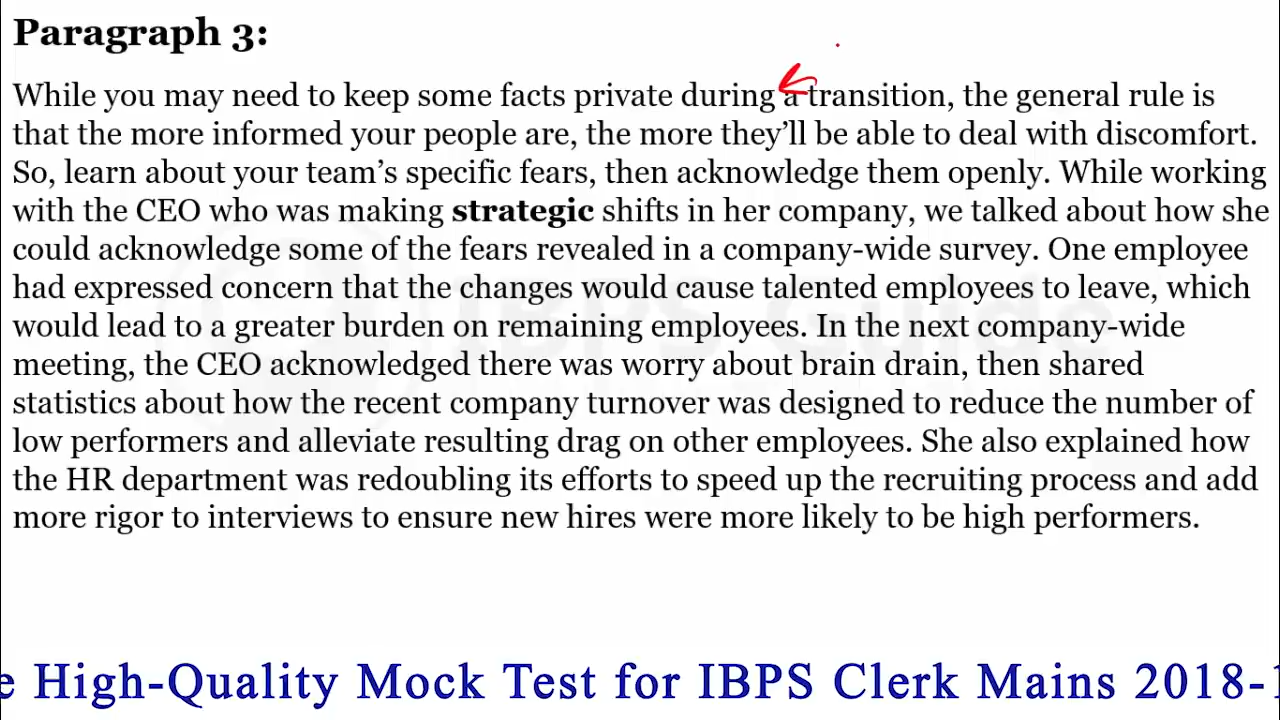 Paragraph 3:
While you may need to keep some facts private during a transition, the general rule is
that the more informed your people are, the more they'll be able to deal with discomfort.
So, learn about your team's specific fears, then acknowledge them openly. While working
with the CEO who was making strategic shifts in her company, we talked about how she
could acknowledge some of the fears revealed in a company-wide survey. One employee
had expressed concern that the changes would cause talented employees to leave, which
would lead to a greater burden on remaining employees. In the next company-wide
meeting, the CEO acknowledged there was worry about brain drain, then shared
statistics about how the recent company turnover was designed to reduce the number of
low performers and alleviate resulting drag on other employees. She also explained how
the HR department was redoubling its efforts to speed up the recruiting process and add
more rigor to interviews to ensure new hires were more likely to be high performers.
High-Quality Mock Test for IBPS Clerk Mains 2018-